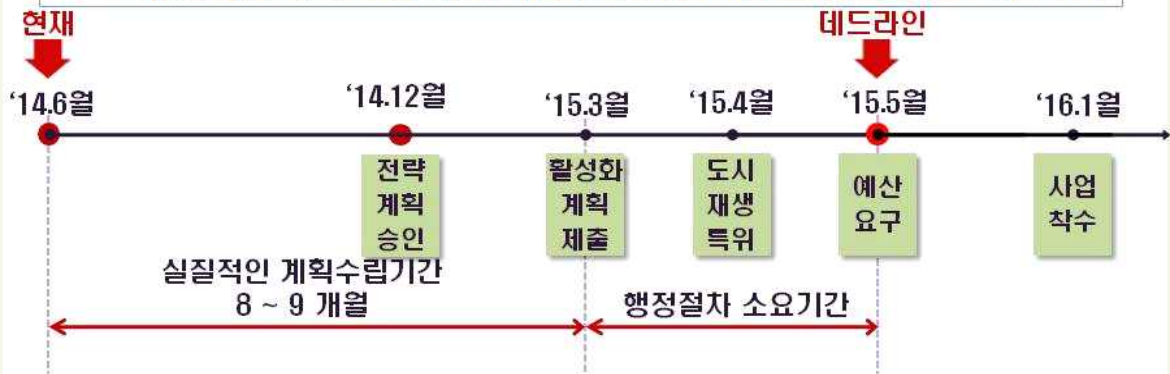 현재
데드라인
‘14.6월
‘14.12월
‘15.3월
‘15.4월
‘15.5월
‘16.1월
전략
계획
승인
활성화
계획
제출
도시
재생
특위
예산
요구
사업
착수
실질적인 계획수립기간
8 ~ 9 개월
행정절차 소요기간